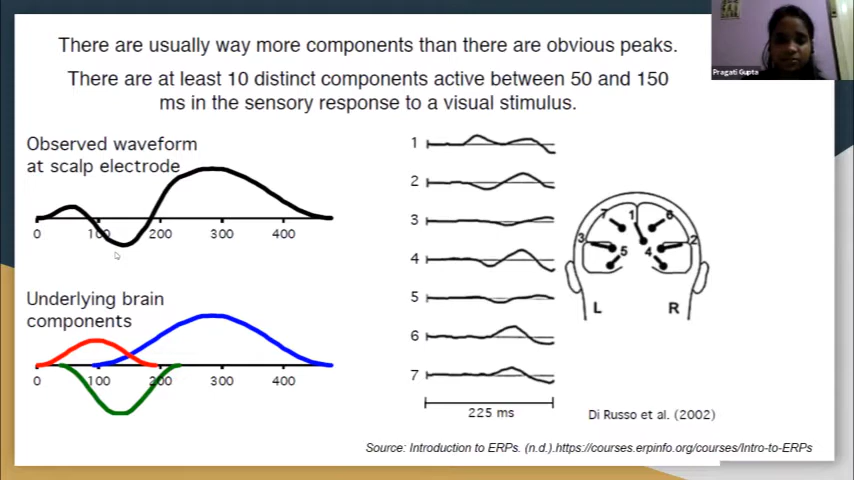 There are usually way more components than there are obvious peaks.
There are at least 10 distinct components active between 50 and 150
ms in the sensory response to a visual stimulus.
Pragati Gupta
Observed waveform
at scalp electrode
0 100 200 300 400
Underlying brain
components
0 100 200 300 400
1
2
3
4
5
6
7
225 ms
7 1 6
3 2
5 4
L R
Di Russo et al. (2002)
Source: Introduction to ERPs. (n.d.).https://courses.erpinfo.org/courses/Intro-to-ERPs